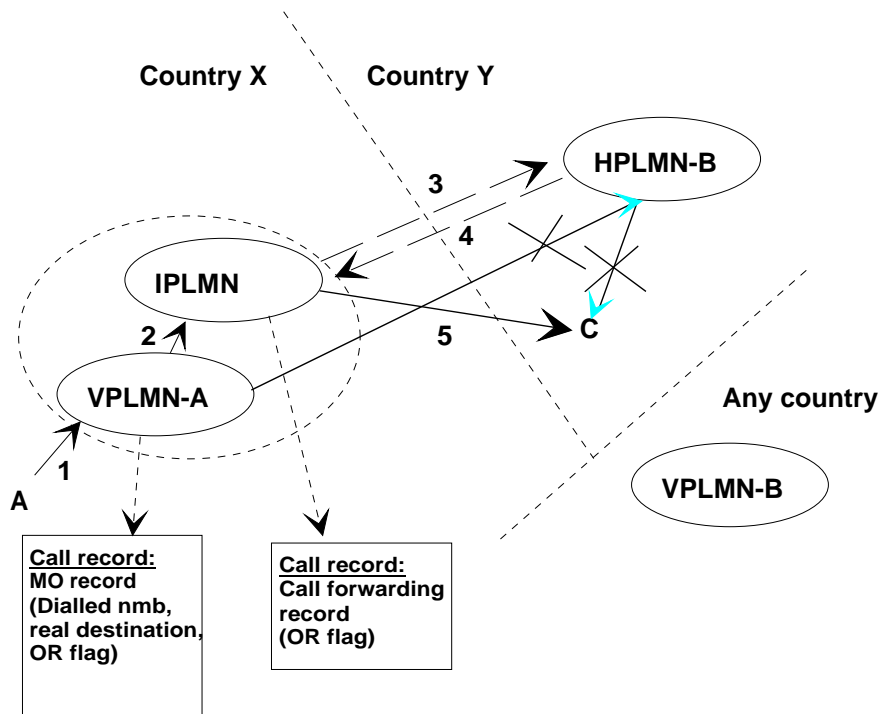 Country X
Country Y
HPLMN-B
3
4
IPLMN
2
5
C
VPLMN-A
Any country
1
A
VPLMN-B
Call record:
MO record
(Dialled nmb,
real destination,
OR flag)
Call record:
Call forwarding
record
(OR flag)